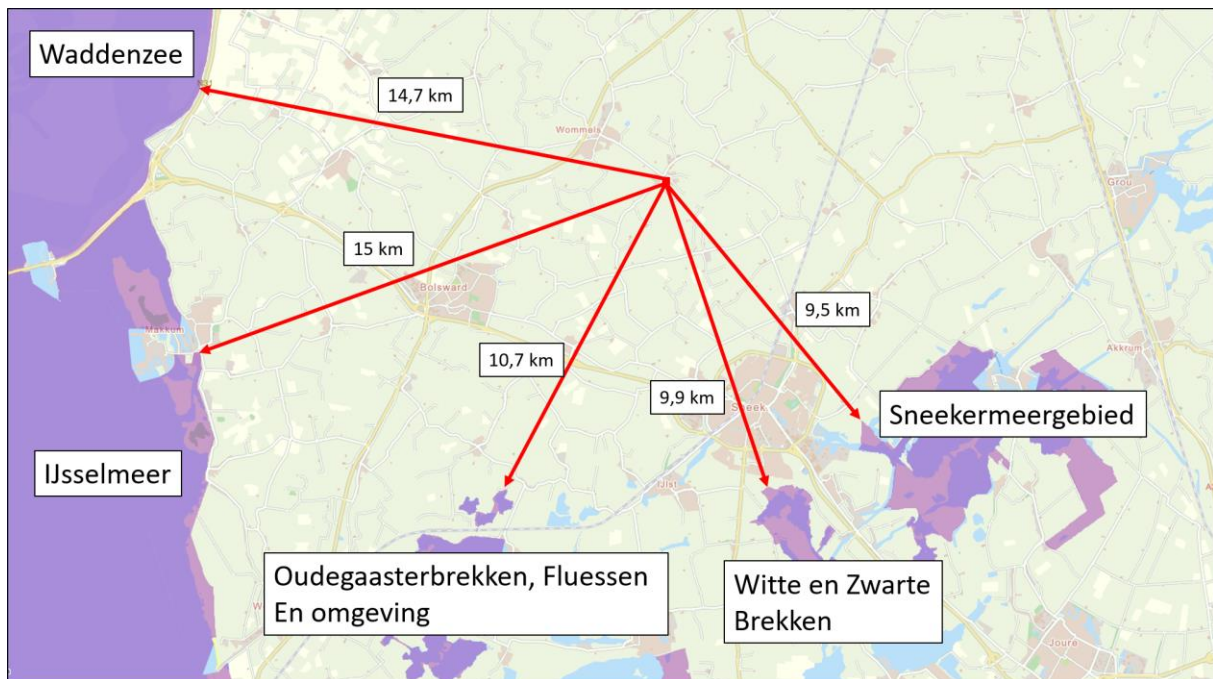 Waddenzee
14,7 km
Wommels
Grou
15 km
Bolsward
9,5 km
Makkum
10,7 km
Akkrum
9,9 km
Sneek
Sneekermeergebied
IJsselmeer
IJlst
Oudegaasterbrekken, Fluessen
En omgeving
Witte en Zwarte
Brekken
Joure